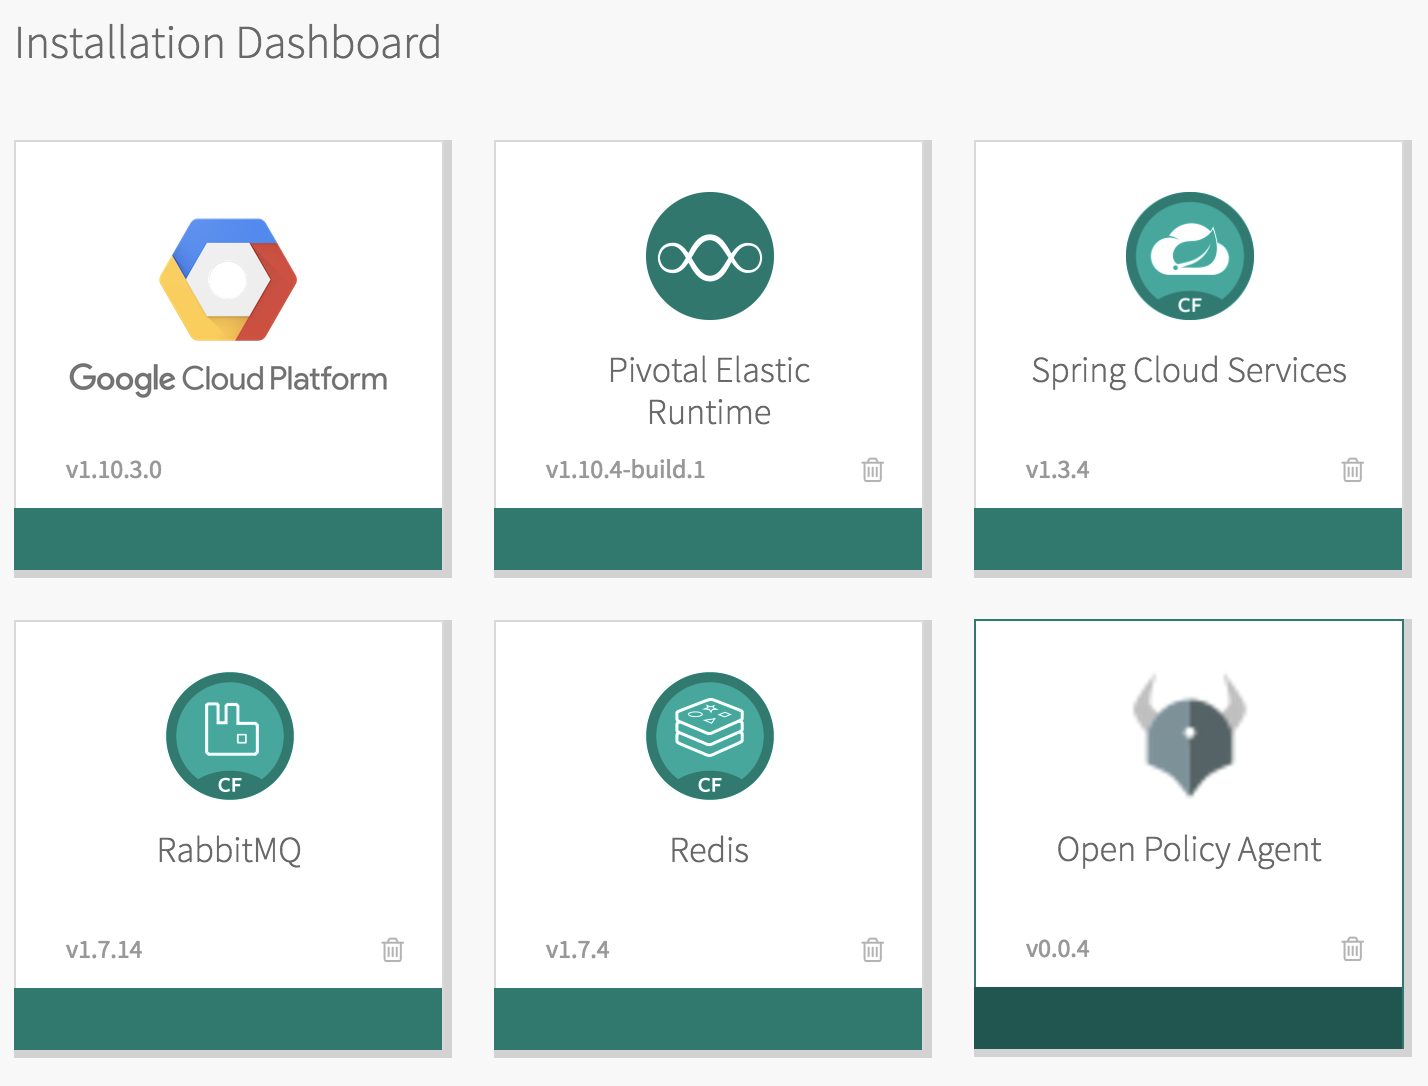 Installation Dashboard
Google Cloud Platform
v1.10.3.0
Pivotal Elastic
Runtime
v1.10.4-build.1
CF
Spring Cloud Services
v1.3.4
CF
RabbitMQ
v1.7.14
CF
Redis
v1.7.4
Open Policy Agent
v0.0.4